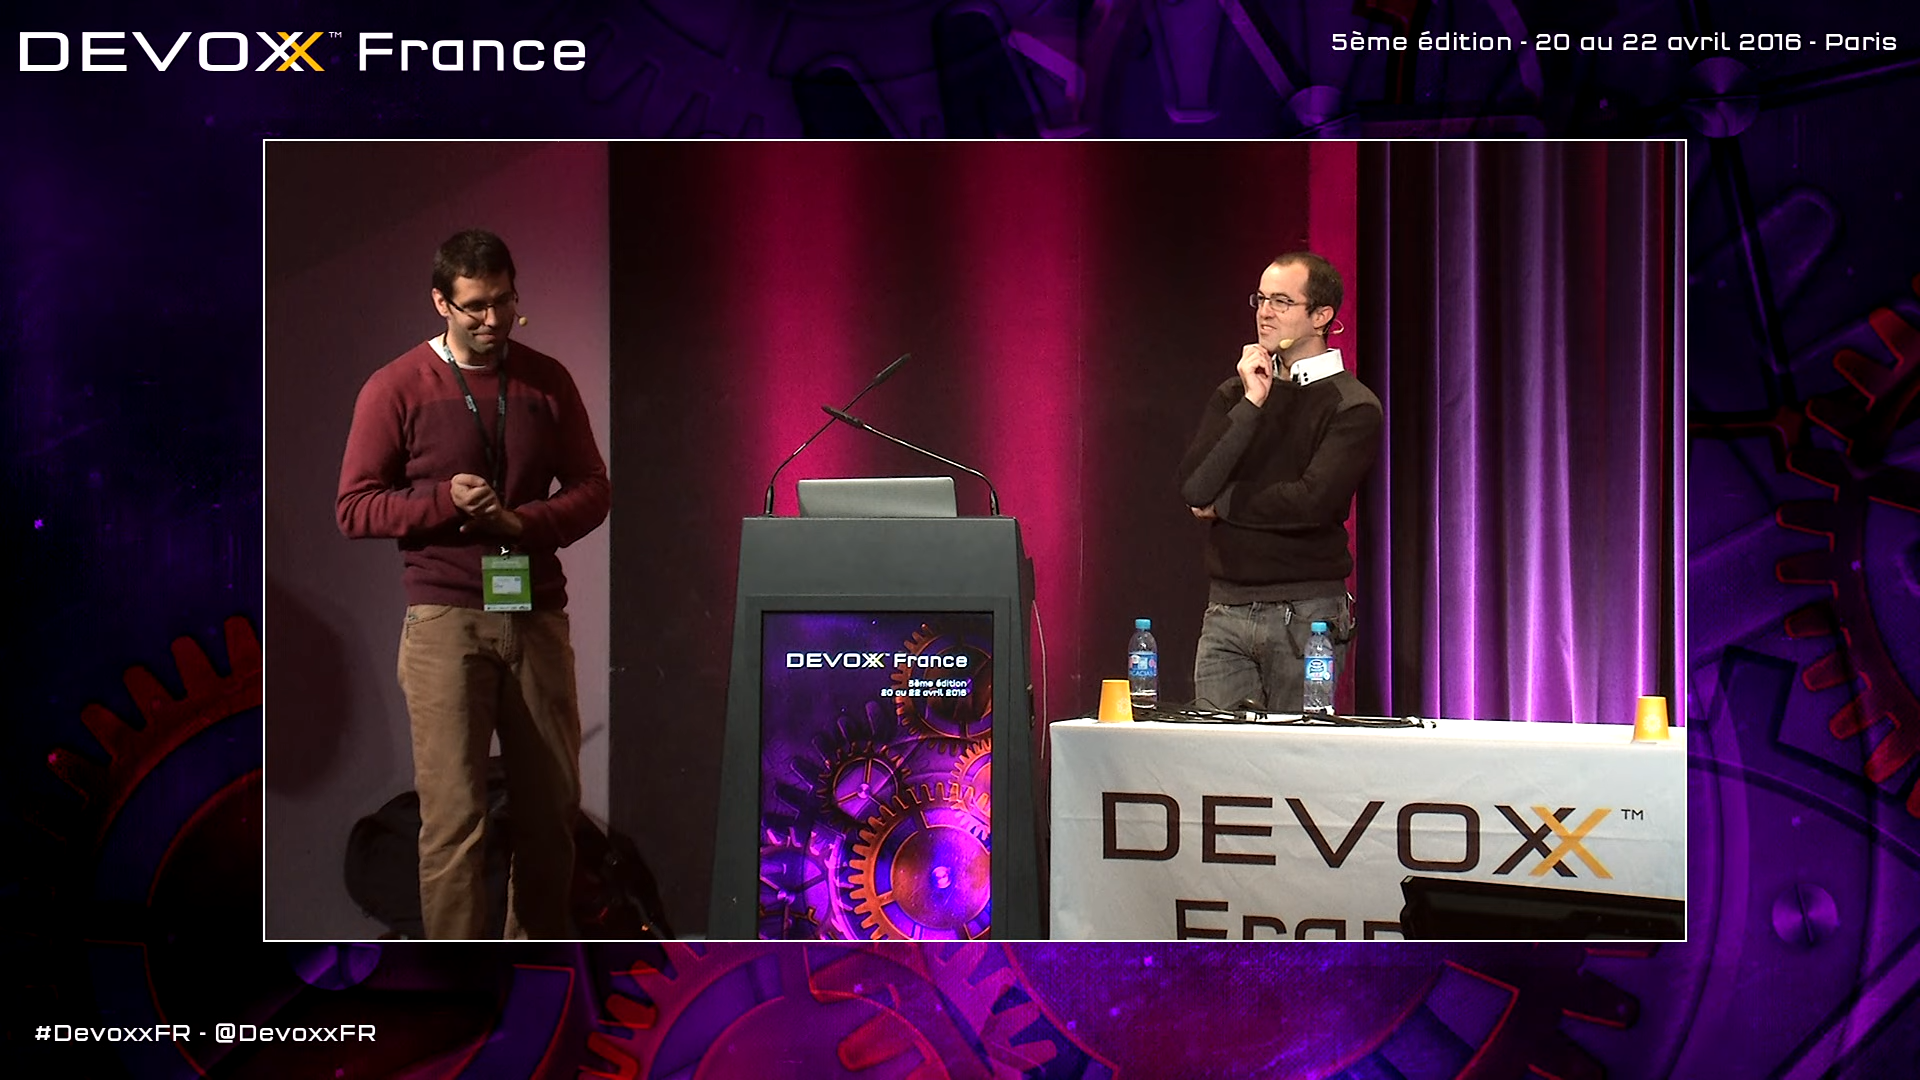 DEVOXX™ France
5ème édition - 20 au 22 avril 2016 - Paris
DEVOXX™ France
5ème édition
20 au 22 avril 2016
DEVOXX™
#DevoxxFR - @DevoxxFR